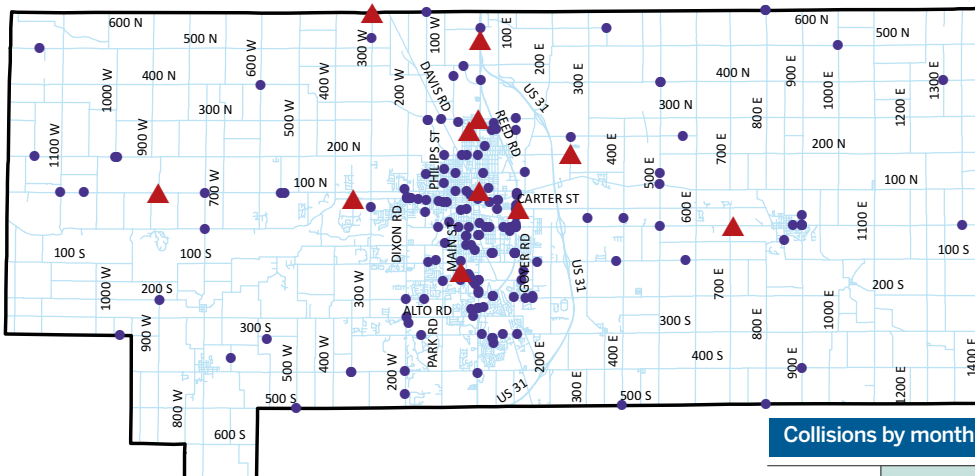 600 N
500 N
400 N
300 N
200 N
100 N
100 S
100 S
200 S
300 S
500 S
600 S
1100 W
1000 W
900 W
700 W
600 W
500 W
400 W
300 W
200 W
100 W
100 E
200 E
300 E
DAVIS RD
US 31
REED RD
PHILIPS ST
CARTER ST
DIXON RD
MAIN ST
GOYER RD
US 31
ALTO RD
PARK RD
US 31
1000 W
900 W
800 W
500 W
400 W
300 W
200 W
200 E
300 E
400 E
600 N
500 N
400 N
300 N
200 N
100 N
100 S
200 S
300 S
400 S
500 S
400 E
500 E
600 E
700 E
800 E
900 E
1000 E
1200 E
1300 E
1100 E
700 E
800 E
900 E
1000 E
1200 E
1400 E
Collisions by month